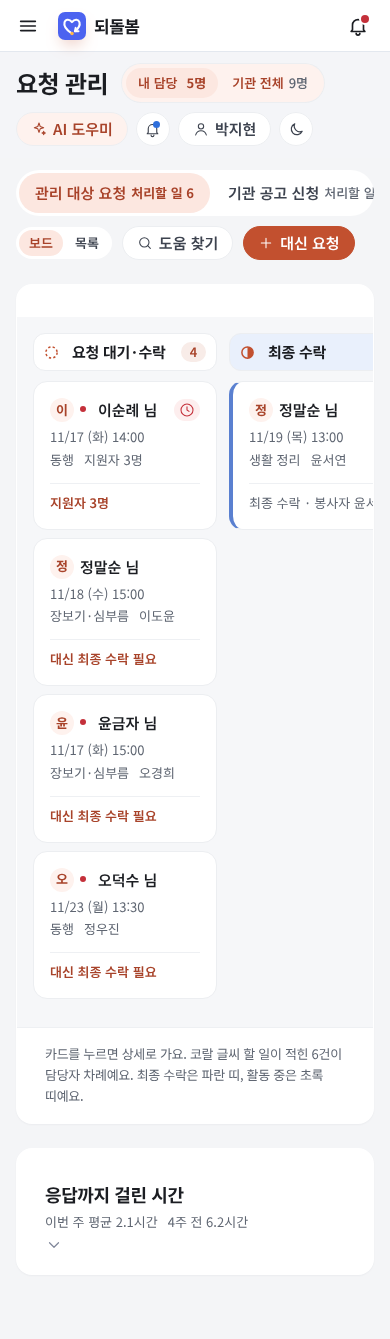 되돌봄
요청 관리 내 담당 5명 기관 전체 9명
AI 도우미 박지현
관리 대상 요청 처리할 일 6 기관 공고 신청 처리할 일
보드 목록 도움 찾기 대신 요청
요청 대기·수락 4 최종 수락
이 이순례 님
11/17 (화) 14:00
동행 지원자 3명
지원자 3명
정 정말순 님
11/19 (목) 13:00
생활 정리 윤서연
최종 수락 · 봉사자 윤서
정 정말순 님
11/18 (수) 15:00
장보기·심부름 이도윤
대신 최종 수락 필요
윤 윤금자 님
11/17 (화) 15:00
장보기·심부름 오경희
대신 최종 수락 필요
오 오덕수 님
11/23 (월) 13:30
동행 정우진
대신 최종 수락 필요
카드를 누르면 상세로 가요. 코랄 글씨 할 일이 적힌 6건이
담당자 차례예요. 최종 수락은 파란 띠, 활동 중은 초록
띠예요.
응답까지 걸린 시간
이번 주 평균 2.1시간 4주 전 6.2시간